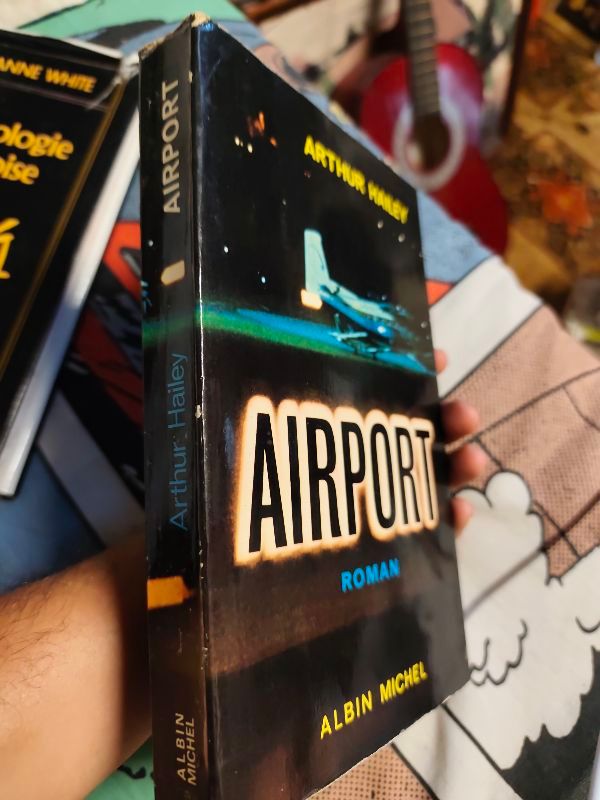 ANNE WHITE
ologie
oise
AIRPORT
Arthur Hailey
ALBIN
MICHEL
ARTHUR HAILEY
AIRPORT
ROMAN
ALBIN MICHEL